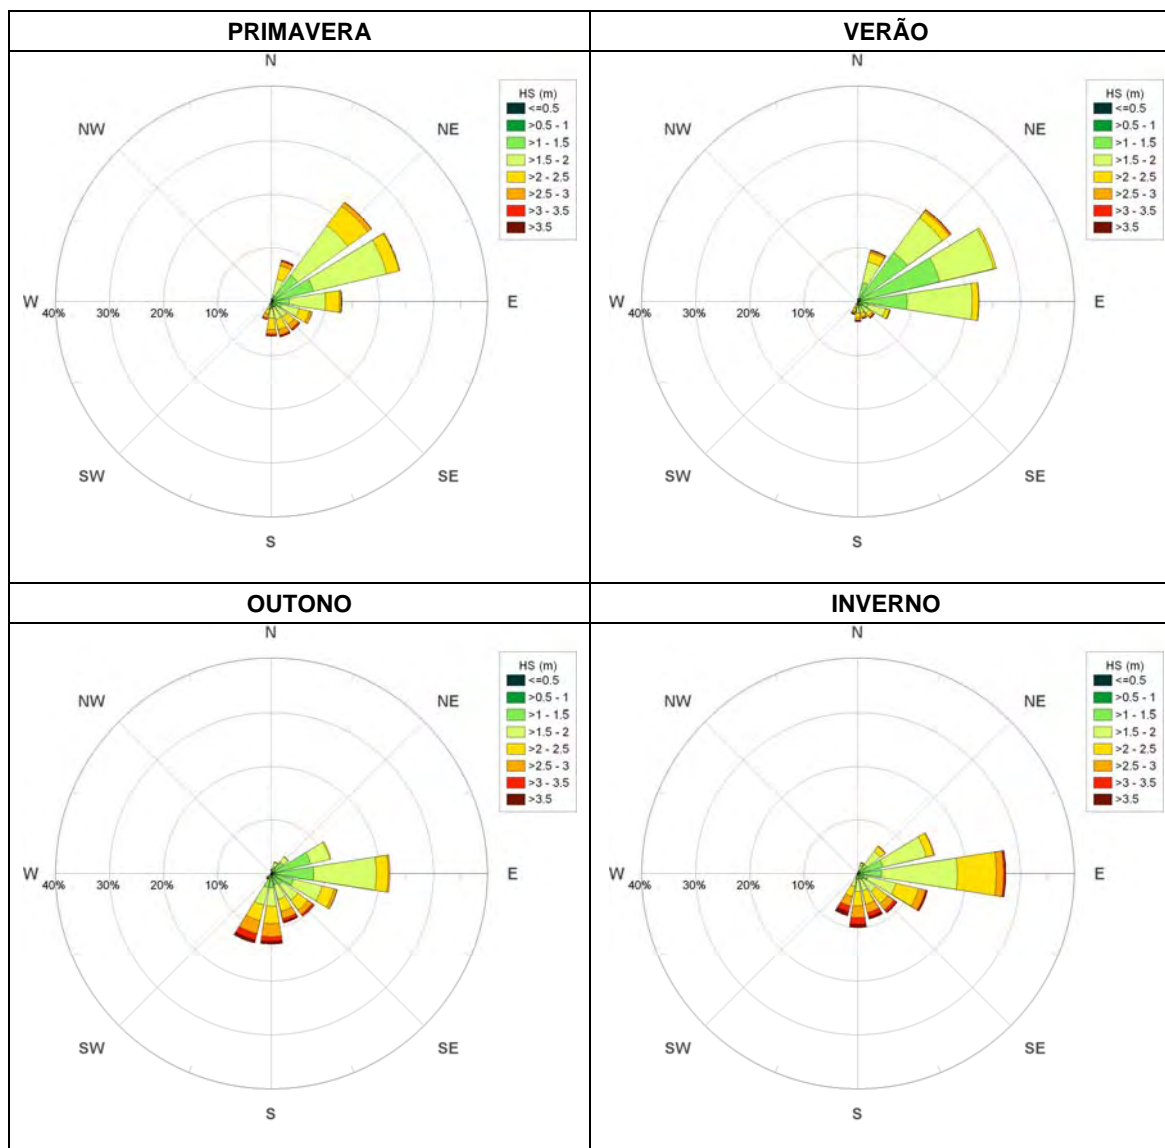 PRIMAVERA
N
NW
NE
W
E
40%
30%
20%
10%
SW
SE
S
HS (m)
<=0.5
>0.5 - 1
>1 - 1.5
>1.5 - 2
>2 - 2.5
>2.5 - 3
>3 - 3.5
>3.5
VERÃO
N
NW
NE
W
E
40%
30%
20%
10%
SW
SE
S
HS (m)
<=0.5
>0.5 - 1
>1 - 1.5
>1.5 - 2
>2 - 2.5
>2.5 - 3
>3 - 3.5
>3.5
OUTONO
N
NW
NE
W
E
40%
30%
20%
10%
SW
SE
S
HS (m)
<=0.5
>0.5 - 1
>1 - 1.5
>1.5 - 2
>2 - 2.5
>2.5 - 3
>3 - 3.5
>3.5
INVERNO
N
NW
NE
W
E
40%
30%
20%
10%
SW
SE
S
HS (m)
<=0.5
>0.5 - 1
>1 - 1.5
>1.5 - 2
>2 - 2.5
>2.5 - 3
>3 - 3.5
>3.5